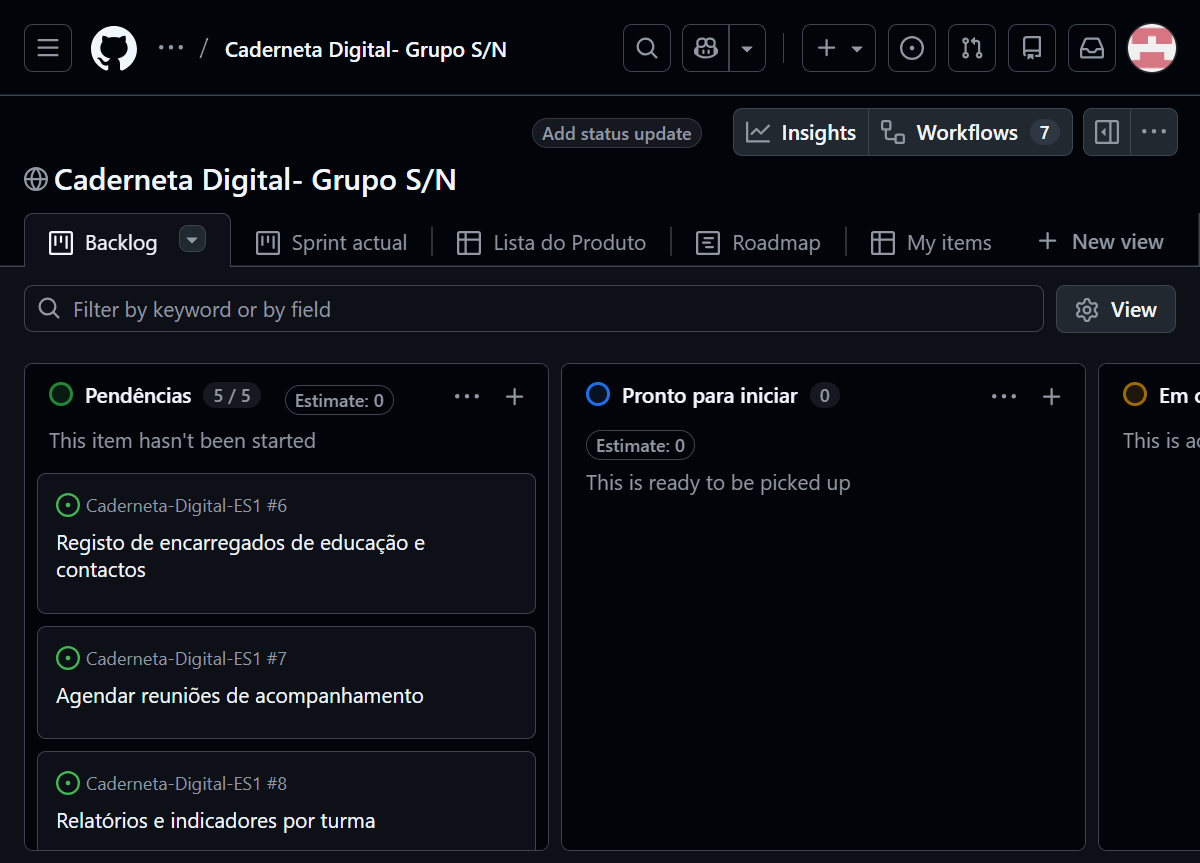 Caderneta Digital- Grupo S/N
Add status update
Insights
Workflows 7
Caderneta Digital- Grupo S/N
Backlog
Sprint actual
Lista do Produto
Roadmap
My items
New view
Filter by keyword or by field
View
Pendências 5 / 5 Estimate: 0
This item hasn't been started
Caderneta-Digital-ES1 #6
Registo de encarregados de educação e
contactos
Caderneta-Digital-ES1 #7
Agendar reuniões de acompanhamento
Caderneta-Digital-ES1 #8
Relatórios e indicadores por turma
Pronto para iniciar 0
Estimate: 0
This is ready to be picked up
Em
This is